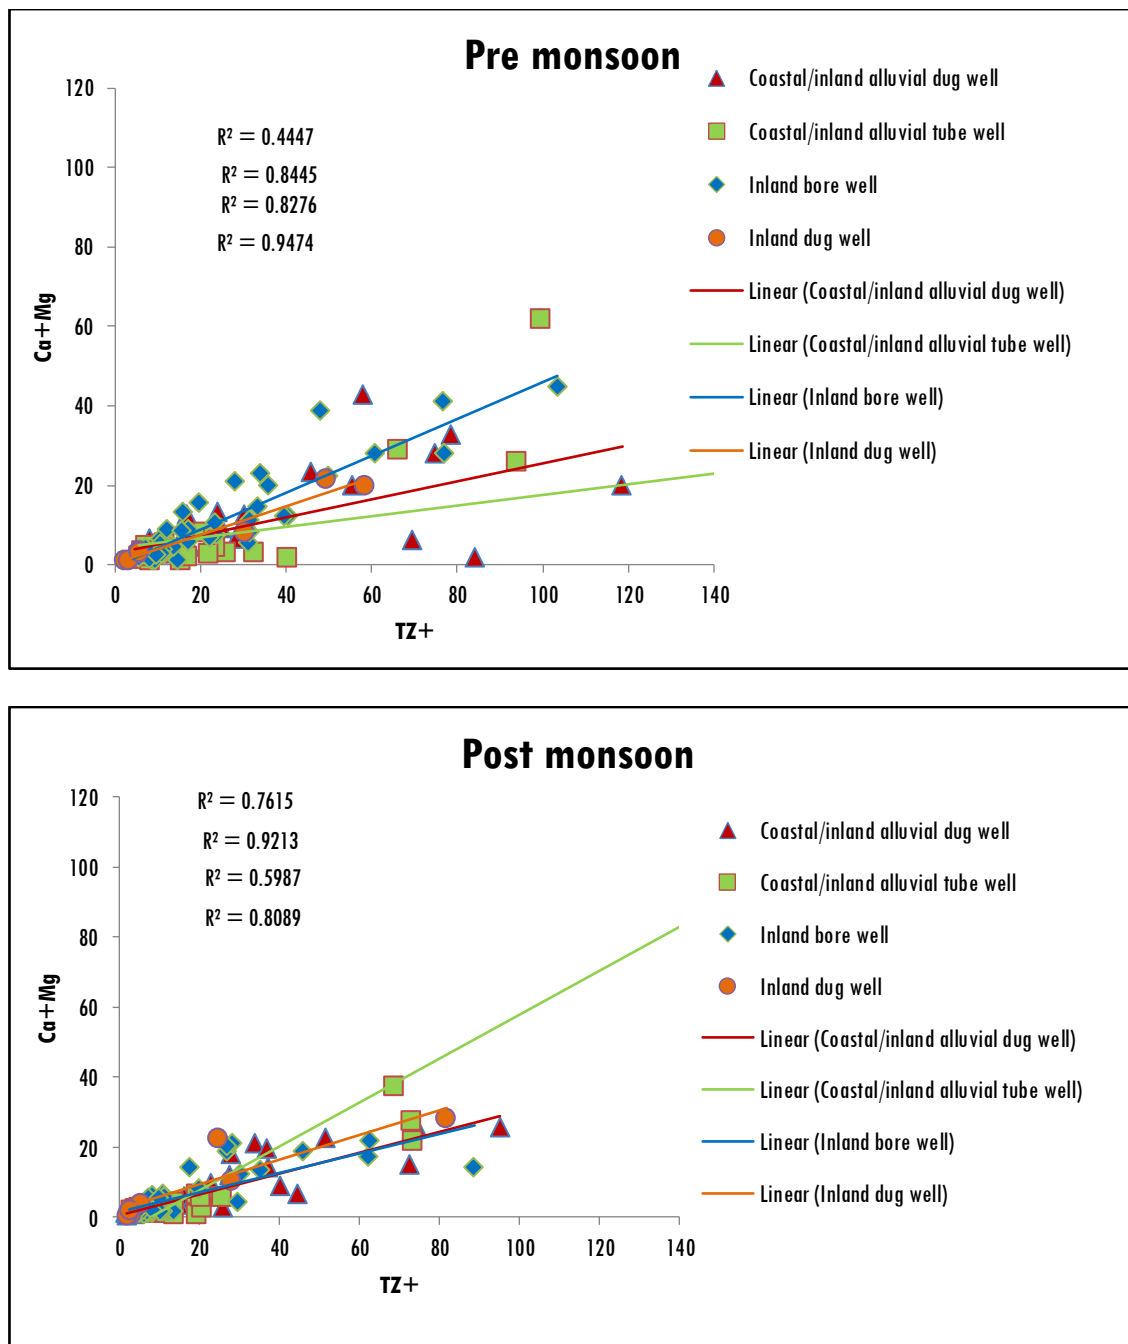 Pre monsoon
120
100
80
60
40
20
0
Ca+Mg
R² = 0.4447
R² = 0.8445
R² = 0.8276
R² = 0.9474
0 20 40 60 80 100 120 140
TZ+
Coastal/inland alluvial dug well
Coastal/inland alluvial tube well
Inland bore well
Inland dug well
Linear (Coastal/inland alluvial dug well)
Linear (Coastal/inland alluvial tube well)
Linear (Inland bore well)
Linear (Inland dug well)
Post monsoon
120
100
80
60
40
20
0
Ca+Mg
R² = 0.7615
R² = 0.9213
R² = 0.5987
R² = 0.8089
0 20 40 60 80 100 120 140
TZ+
Coastal/inland alluvial dug well
Coastal/inland alluvial tube well
Inland bore well
Inland dug well
Linear (Coastal/inland alluvial dug well)
Linear (Coastal/inland alluvial tube well)
Linear (Inland bore well)
Linear (Inland dug well)